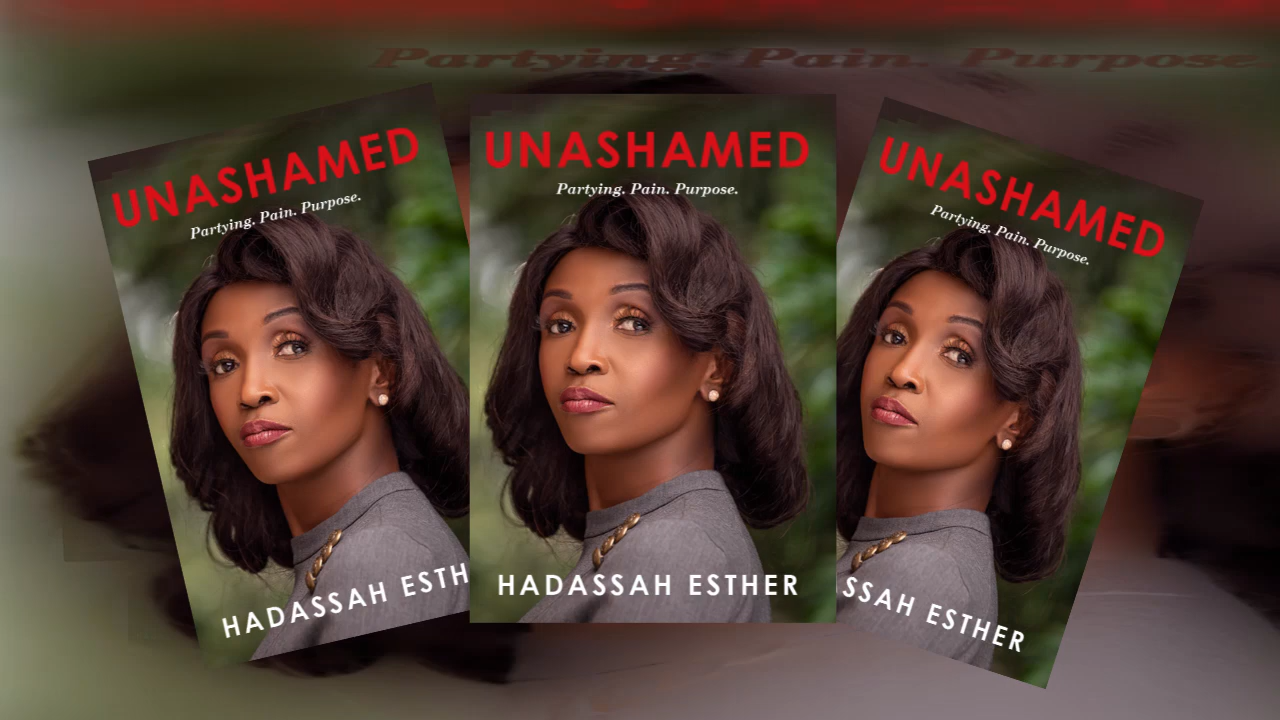 Partying. Pain. Purpose.
UNASHAMED
Partying. Pain. Purpose.
HADASSAH ESTH
UNASHAMED
Partying. Pain. Purpose.
HADASSAH ESTHER
UNASHAMED
Partying. Pain. Purpose.
SSAH ESTHER